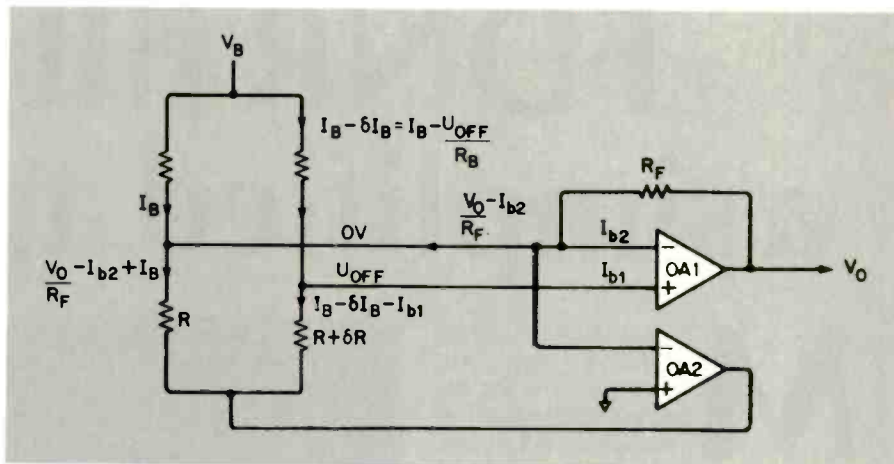 V_B
I_B-δI_B=I_B-U_OFF
R_B
R_F
I_B
0V
V_O-I_b2
R_F
I_b2
V_O-I_b2+I_B
R_F
U_OFF
I_b1
-
+
OA1
V_O
I_B-δI_B-I_b1
R
R+δR
-
+
OA2